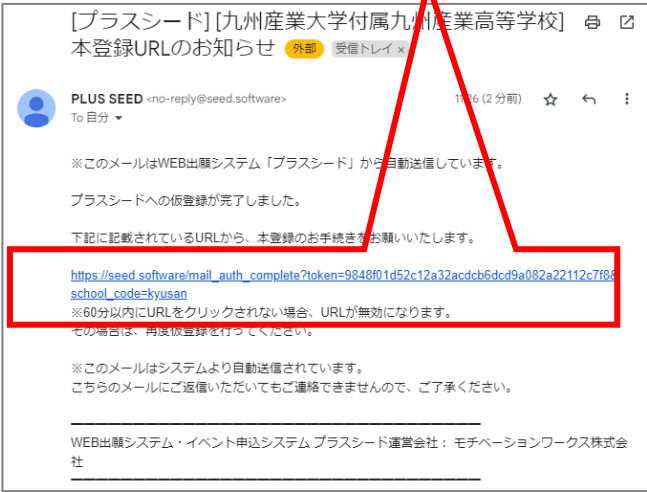 [プラスシード] [九州産業大学付属九州産業高等学校]
本登録URLのお知らせ 外部 受信トレイ ×
PLUS SEED <no-reply@seed.software> 11:26 (2 分前)
To 自分
※このメールはWEB出願システム「プラスシード」から自動送信しています。
プラスシードへの仮登録が完了しました。
下記に記載されているURLから、本登録のお手続きをお願いいたします。
https://seed.software/mail_auth_complete?token=9848f01d52c12a32acdcb6dcd9a082a22112c7f8&
school_code=kyusan
※60分以内にURLをクリックされない場合、URLが無効になります。
その場合は、再度仮登録を行ってください。
※このメールはシステムより自動送信されています。
こちらのメールにご返信いただいてもご連絡できませんので、ご了承ください。
WEB出願システム・イベント申込システム プラスシード運営会社： モチベーションワークス株式会
社